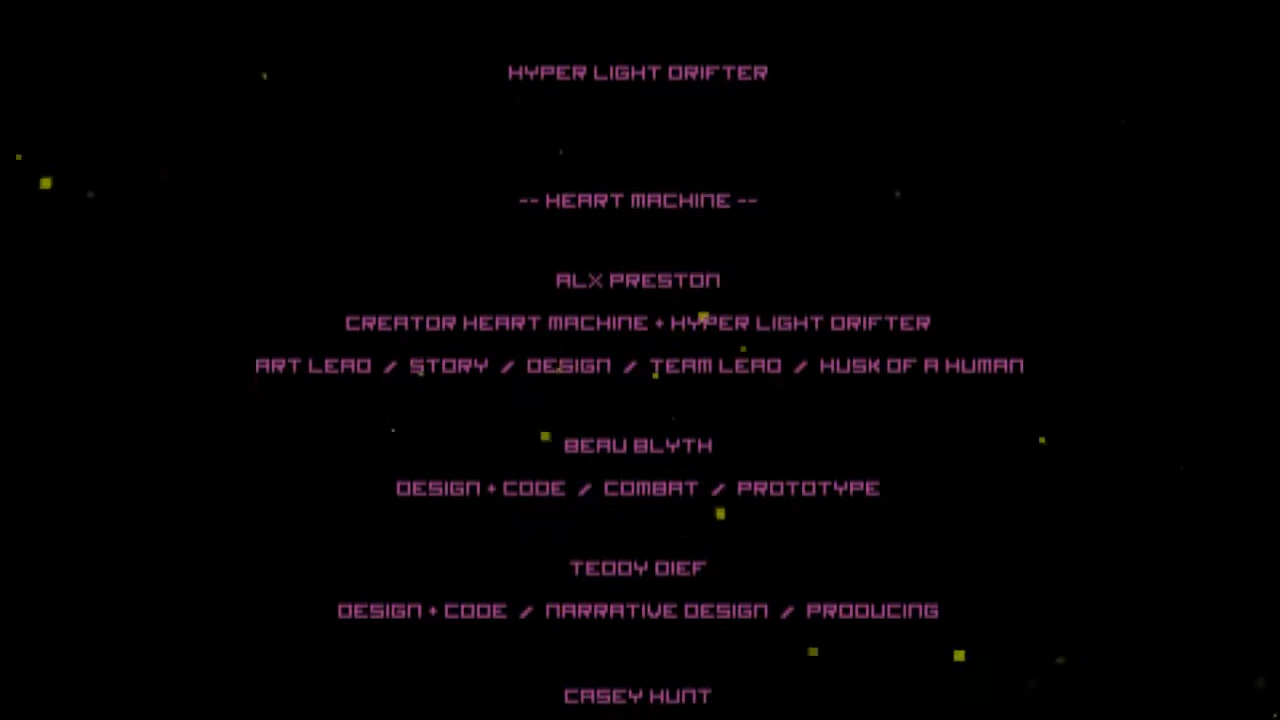 HYPER LIGHT DRIFTER
-- HEART MACHINE --
ALX PRESTON
CREATOR HEART MACHINE + HYPER LIGHT DRIFTER
ART LEAD / STORY / DESIGN / TEAM LEAD / HUSK OF A HUMAN
BEAU BLYTH
DESIGN + CODE / COMBAT / PROTOTYPE
TEDDY DIEF
DESIGN + CODE / NARRATIVE DESIGN / PRODUCING
CASEY HUNT